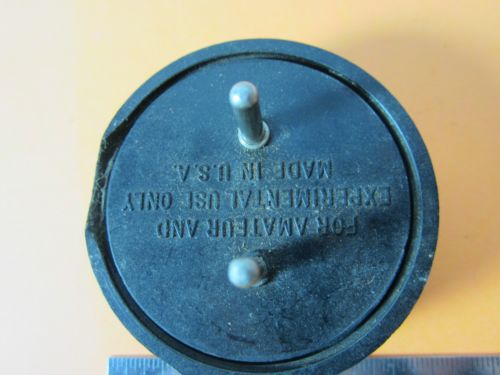 FOR AMATEUR AND
EXPERIMENTAL USE ONLY
MADE IN U.S.A.